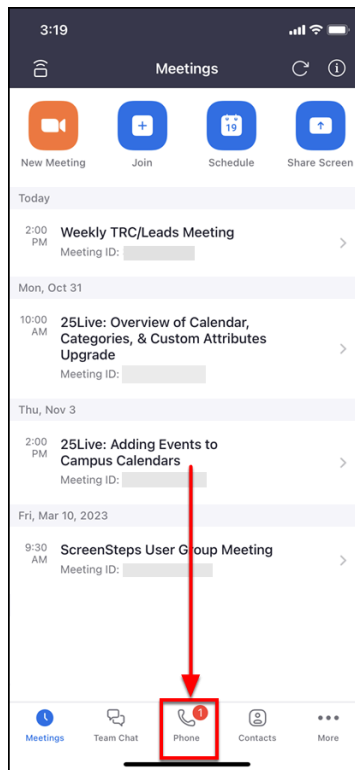 3:19
Meetings
19
New Meeting
Join
Schedule
Share Screen
Today
2:00 PM
Weekly TRC/Leads Meeting
Meeting ID:
Mon, Oct 31
10:00 AM
25Live: Overview of Calendar,
Categories, & Custom Attributes
Upgrade
Meeting ID:
Thu, Nov 3
2:00 PM
25Live: Adding Events to
Campus Calendars
Meeting ID:
Fri, Mar 10, 2023
9:30 AM
ScreenSteps User Group Meeting
Meeting ID:
1
Meetings
Team Chat
Phone
Contacts
More